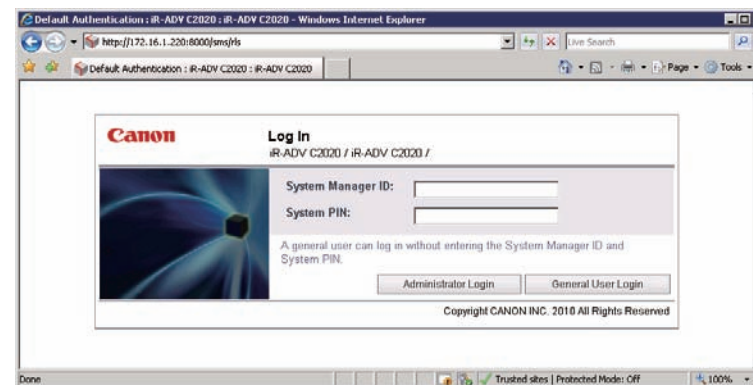 Default Authentication : iR-ADV C2020 : iR-ADV C2020 - Windows Internet Explorer
http://172.16.1.220:8000/sms/rls
Live Search
Default Authentication : iR-ADV C2020 : iR-ADV C2020
Page
Tools
Canon
Log In
iR-ADV C2020 / iR-ADV C2020 /
System Manager ID:
System PIN:
A general user can log in without entering the System Manager ID and
System PIN.
Administrator Login
General User Login
Copyright CANON INC. 2010 All Rights Reserved
Done
Trusted sites | Protected Mode: Off
100%